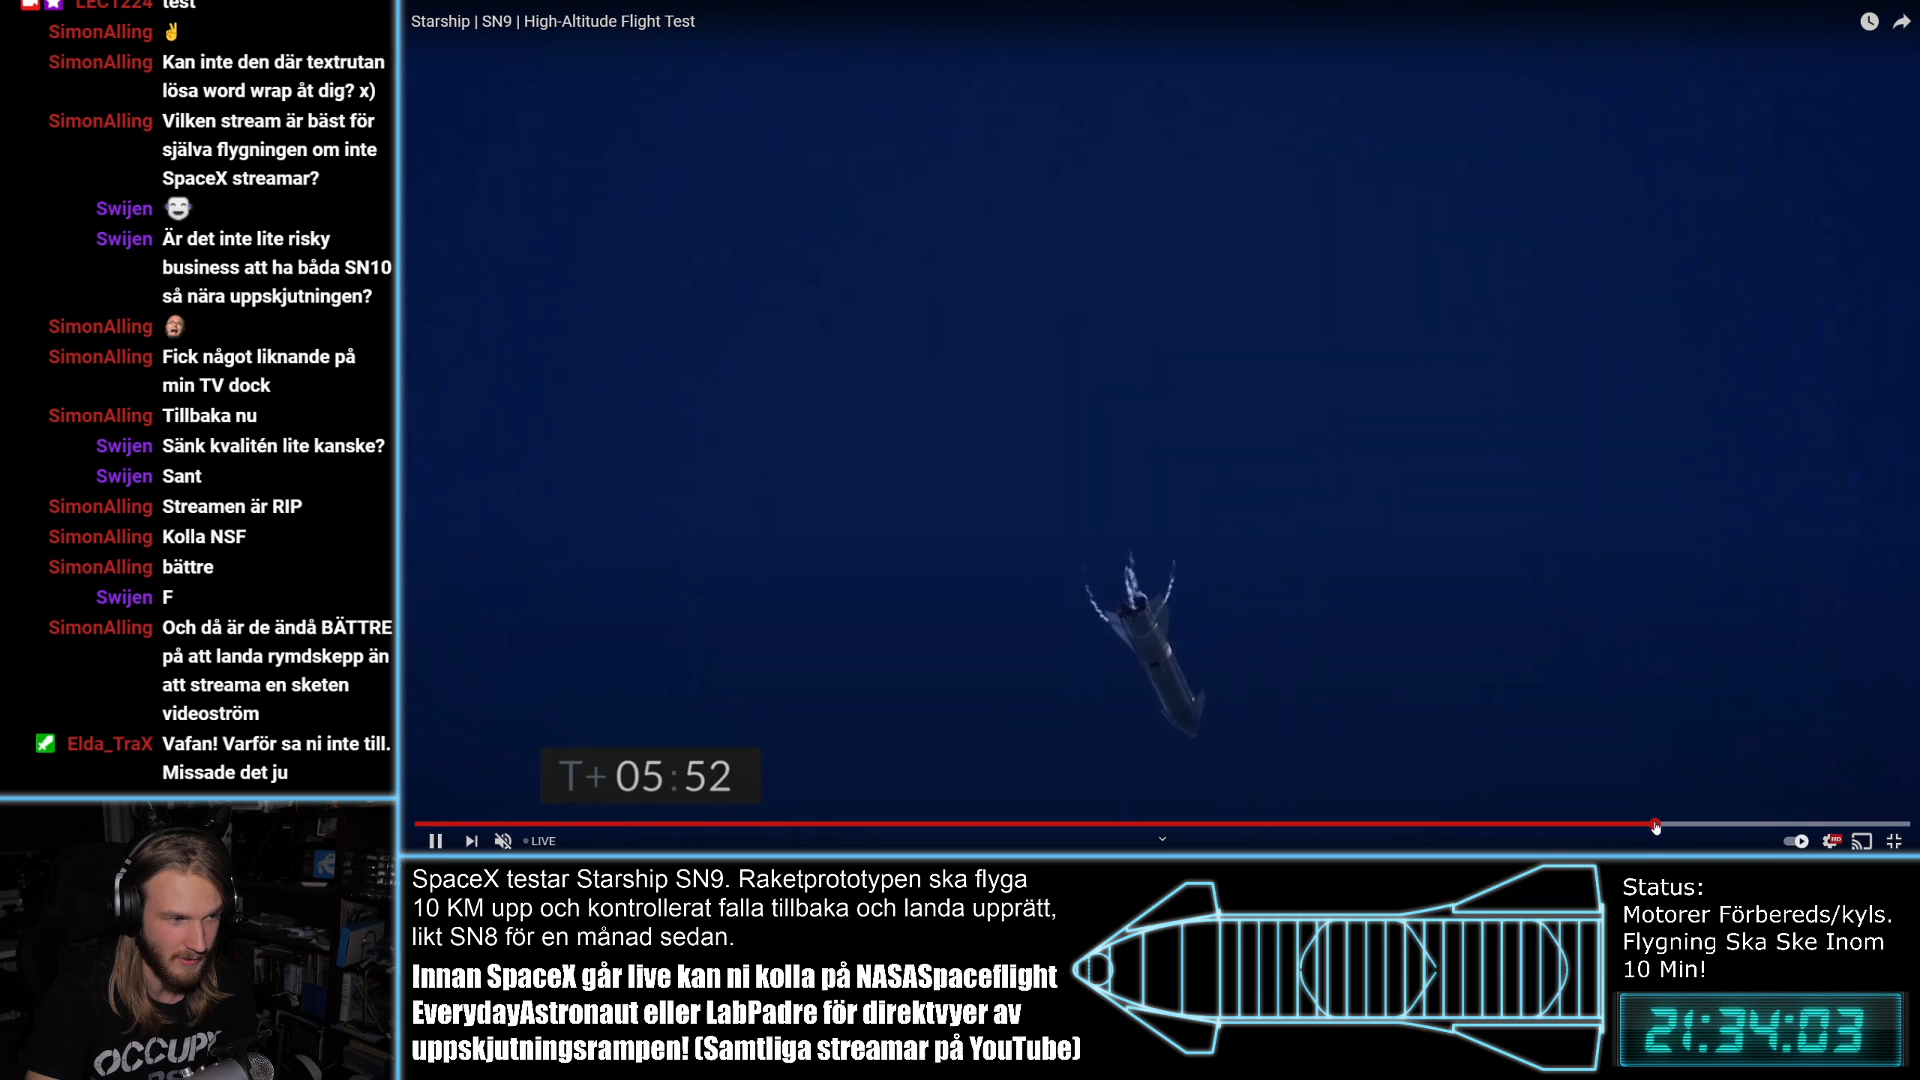 LEC1224 test
SimonAlling ✌
SimonAlling Kan inte den där textrutan
lösa word wrap åt dig? x)
SimonAlling Vilken stream är bäst för
själva flygningen om inte
SpaceX streamar?
Swijen
Swijen Är det inte lite risky
business att ha båda SN10
så nära uppskjutningen?
SimonAlling
SimonAlling Fick något liknande på
min TV dock
SimonAlling Tillbaka nu
Swijen Sänk kvalitén lite kanske?
Swijen Sant
SimonAlling Streamen är RIP
SimonAlling Kolla NSF
SimonAlling bättre
Swijen F
SimonAlling Och då är de ändå BÄTTRE
på att landa rymdskepp än
att streama en sketen
videoström
Elda_TraX Vafan! Varför sa ni inte till.
Missade det ju
Starship | SN9 | High-Altitude Flight Test
T+ 05:52
LIVE
HD
OCCUPY
SpaceX testar Starship SN9. Raketprototypen ska flyga
10 KM upp och kontrollerat falla tillbaka och landa upprätt,
likt SN8 för en månad sedan.
Innan SpaceX går live kan ni kolla på NASASpaceflight
EverydayAstronaut eller LabPadre för direktvyer av
uppskjutningsrampen! (Samtliga streamar på YouTube)
Status:
Motorer Förbereds/kyls.
Flygning Ska Ske Inom
10 Min!
21:34:03